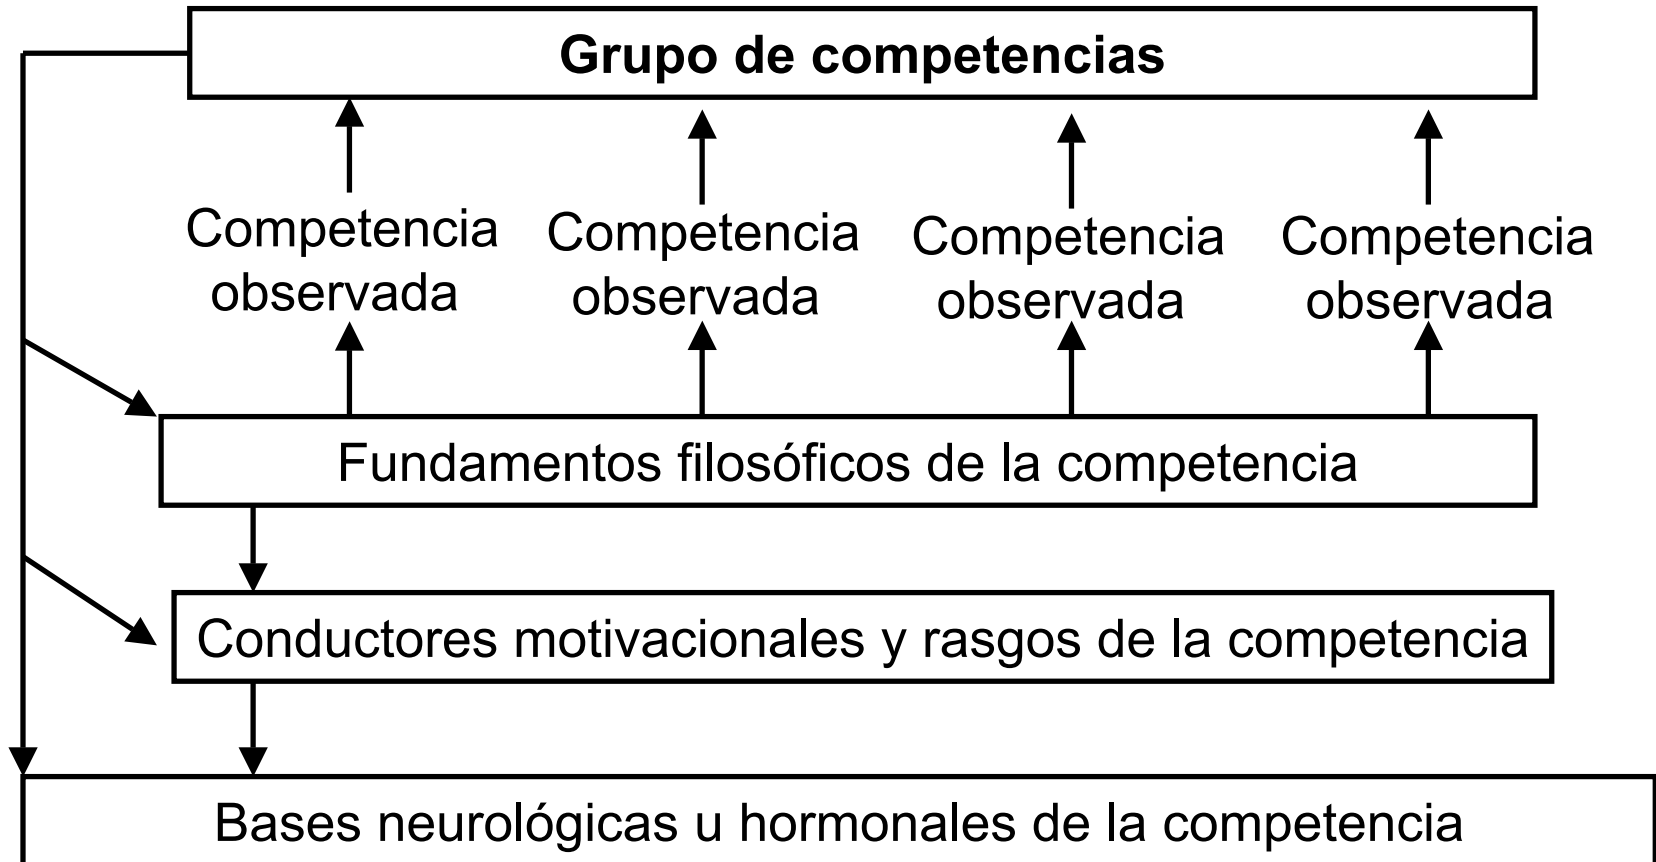 Grupo de competencias
Competencia
observada
Competencia
observada
Competencia
observada
Competencia
observada
Fundamentos filosóficos de la competencia
Conductores motivacionales y rasgos de la competencia
Bases neurológicas u hormonales de la competencia